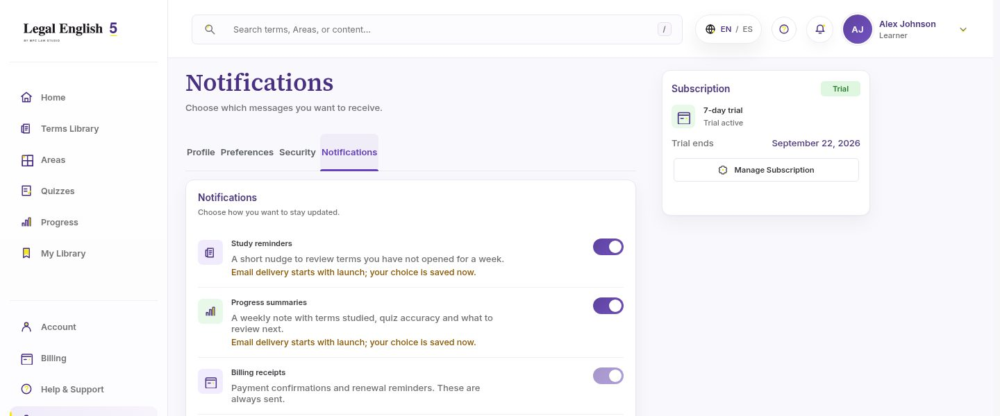 Legal English 5
BY MPC LAW STUDIO
Search terms, Areas, or content...
/
EN / ES
AJ
Alex Johnson
Learner
Home
Terms Library
Areas
Quizzes
Progress
My Library
Account
Billing
Help & Support
Notifications
Choose which messages you want to receive.
Profile Preferences Security Notifications
Notifications
Choose how you want to stay updated.
Study reminders
A short nudge to review terms you have not opened for a week.
Email delivery starts with launch; your choice is saved now.
Progress summaries
A weekly note with terms studied, quiz accuracy and what to
review next.
Email delivery starts with launch; your choice is saved now.
Billing receipts
Payment confirmations and renewal reminders. These are
always sent.
Subscription
Trial
7-day trial
Trial active
Trial ends September 22, 2026
Manage Subscription